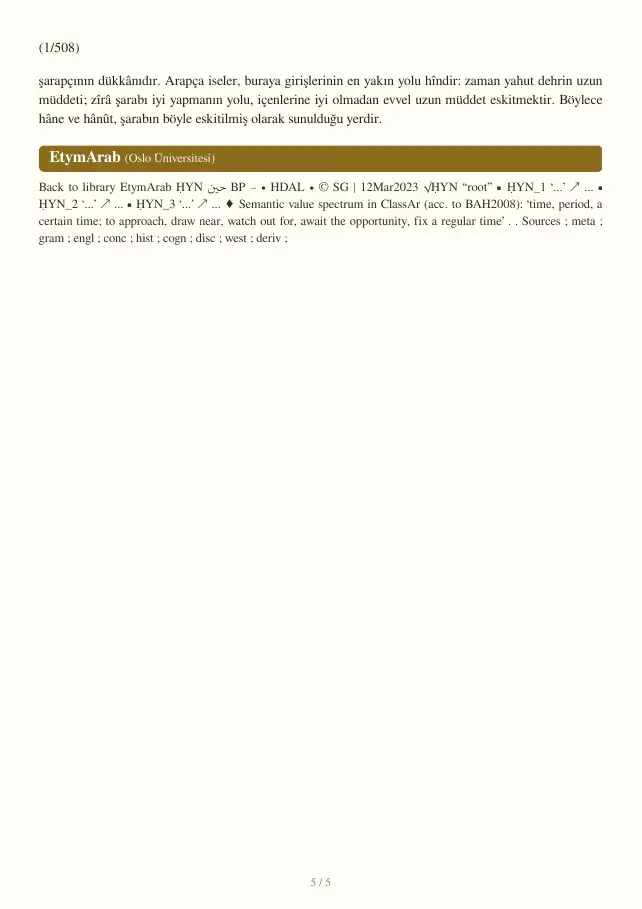 (1/508)
şarapçının dükkânıdır. Arapça iseler, buraya girişlerinin en yakın yolu hîndir: zaman yahut dehrin uzun
müddeti; zîrâ şarabı iyi yapmanın yolu, içenlerine iyi olmadan evvel uzun müddet eskitmektir. Böylece
hâne ve hânût, şarabın böyle eskitilmiş olarak sunulduğu yerdir.
EtymArab (Oslo Üniversitesi)
Back to library EtymArab ḤYN حين BP – • HDAL • © SG | 12Mar2023 √ḤYN “root” ▪ ḤYN_1 ‘...’ ↗ ... ▪
ḤYN_2 ‘...’ ↗ ... ▪ ḤYN_3 ‘...’ ↗ ... ♦ Semantic value spectrum in ClassAr (acc. to BAH2008): ‘time, period, a
certain time; to approach, draw near, watch out for, await the opportunity, fix a regular time’ . . Sources ; meta ;
gram ; engl ; conc ; hist ; cogn ; disc ; west ; deriv ;
5 / 5